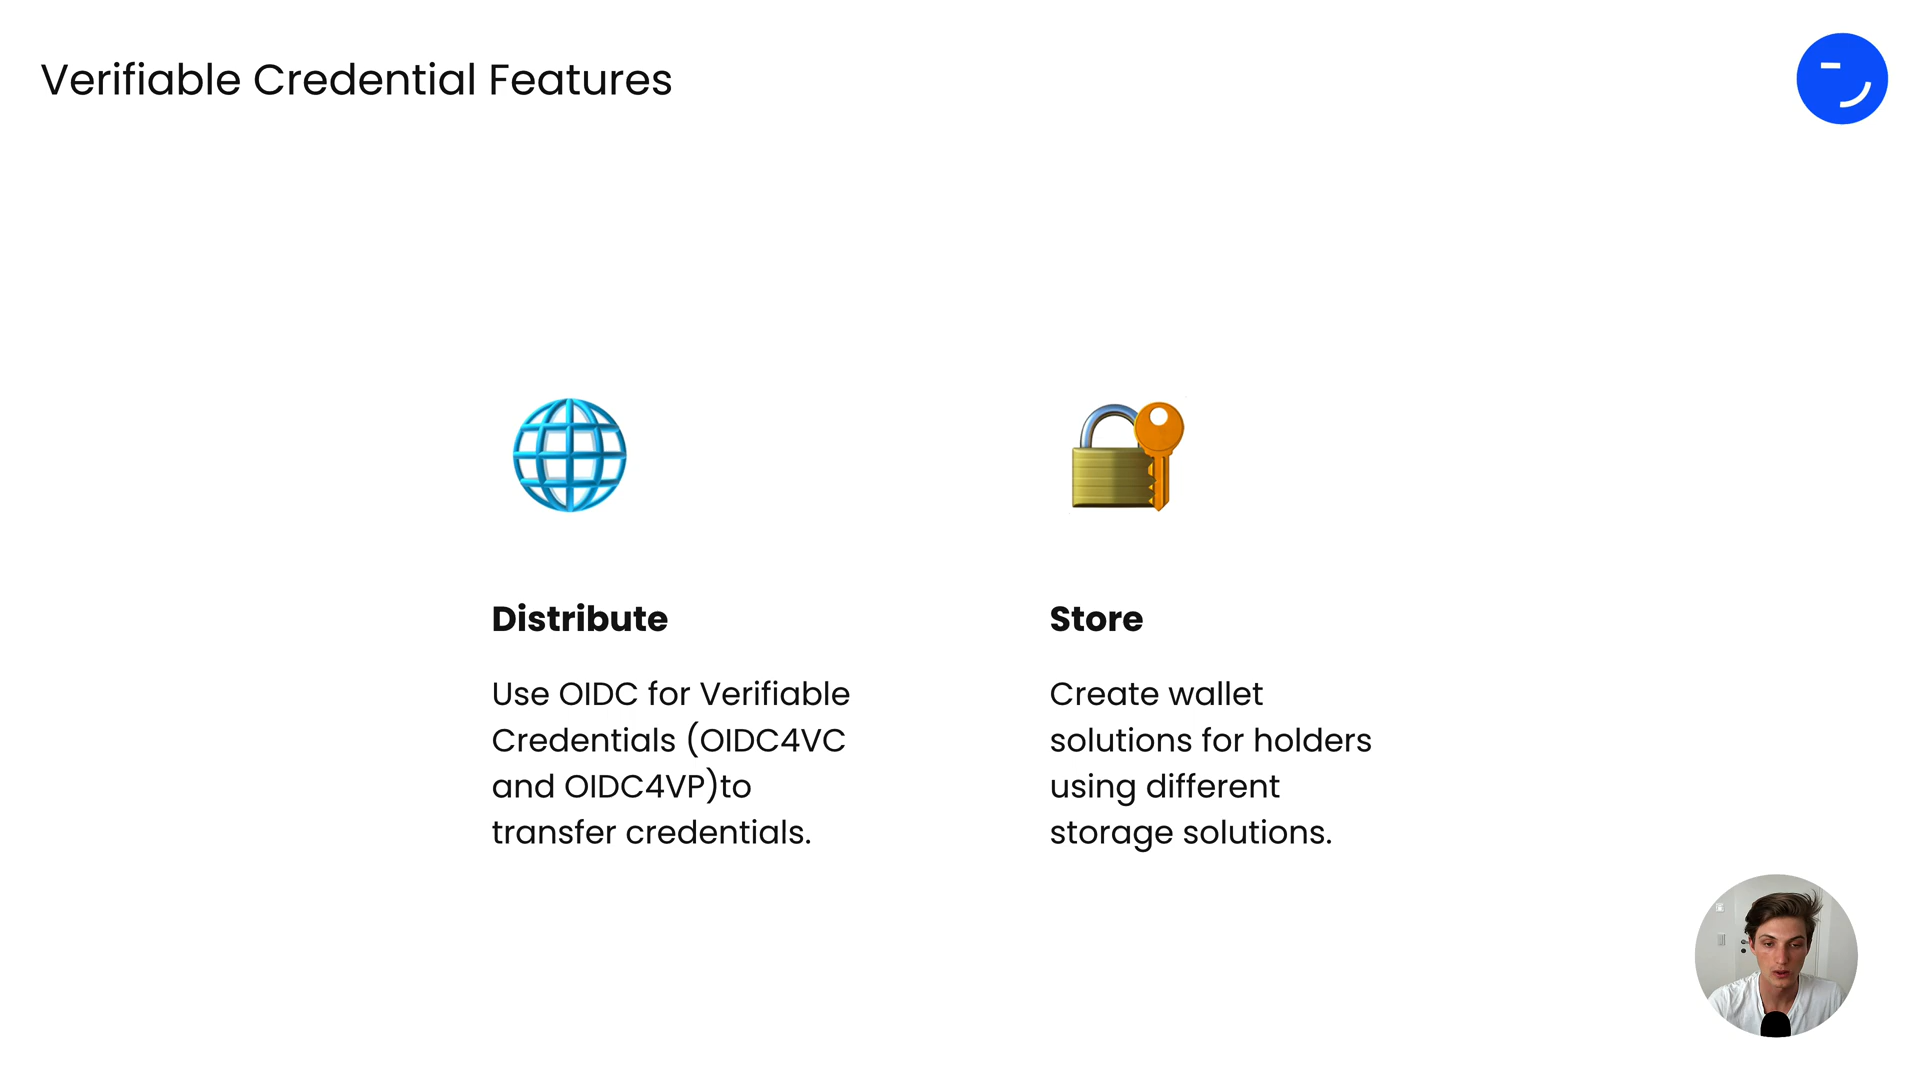 Verifiable Credential Features
Distribute
Use OIDC for Verifiable
Credentials (OIDC4VC
and OIDC4VP)to
transfer credentials.
Store
Create wallet
solutions for holders
using different
storage solutions.